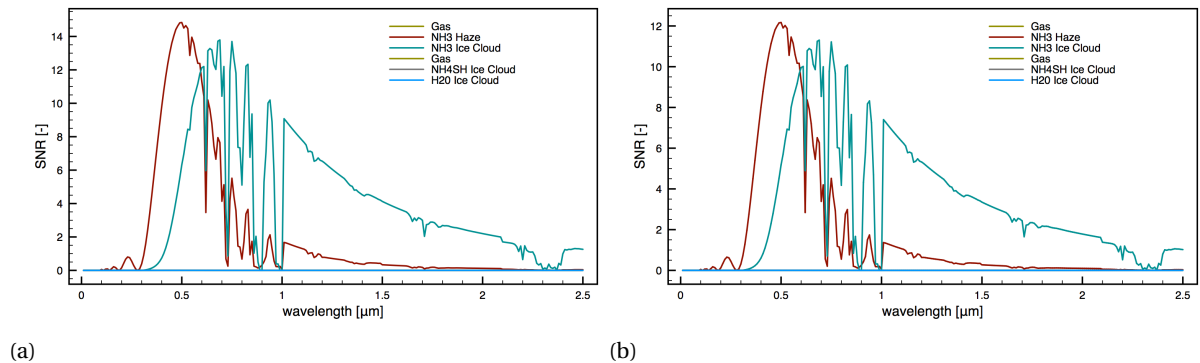 SNR [-]
14
12
10
8
6
4
2
0
Gas
NH3 Haze
NH3 Ice Cloud
Gas
NH4SH Ice Cloud
H20 Ice Cloud
0 0.5 1 1.5 2 2.5
wavelength [µm]
(a)
SNR [-]
12
10
8
6
4
2
0
Gas
NH3 Haze
NH3 Ice Cloud
Gas
NH4SH Ice Cloud
H20 Ice Cloud
0 0.5 1 1.5 2 2.5
wavelength [µm]
(b)